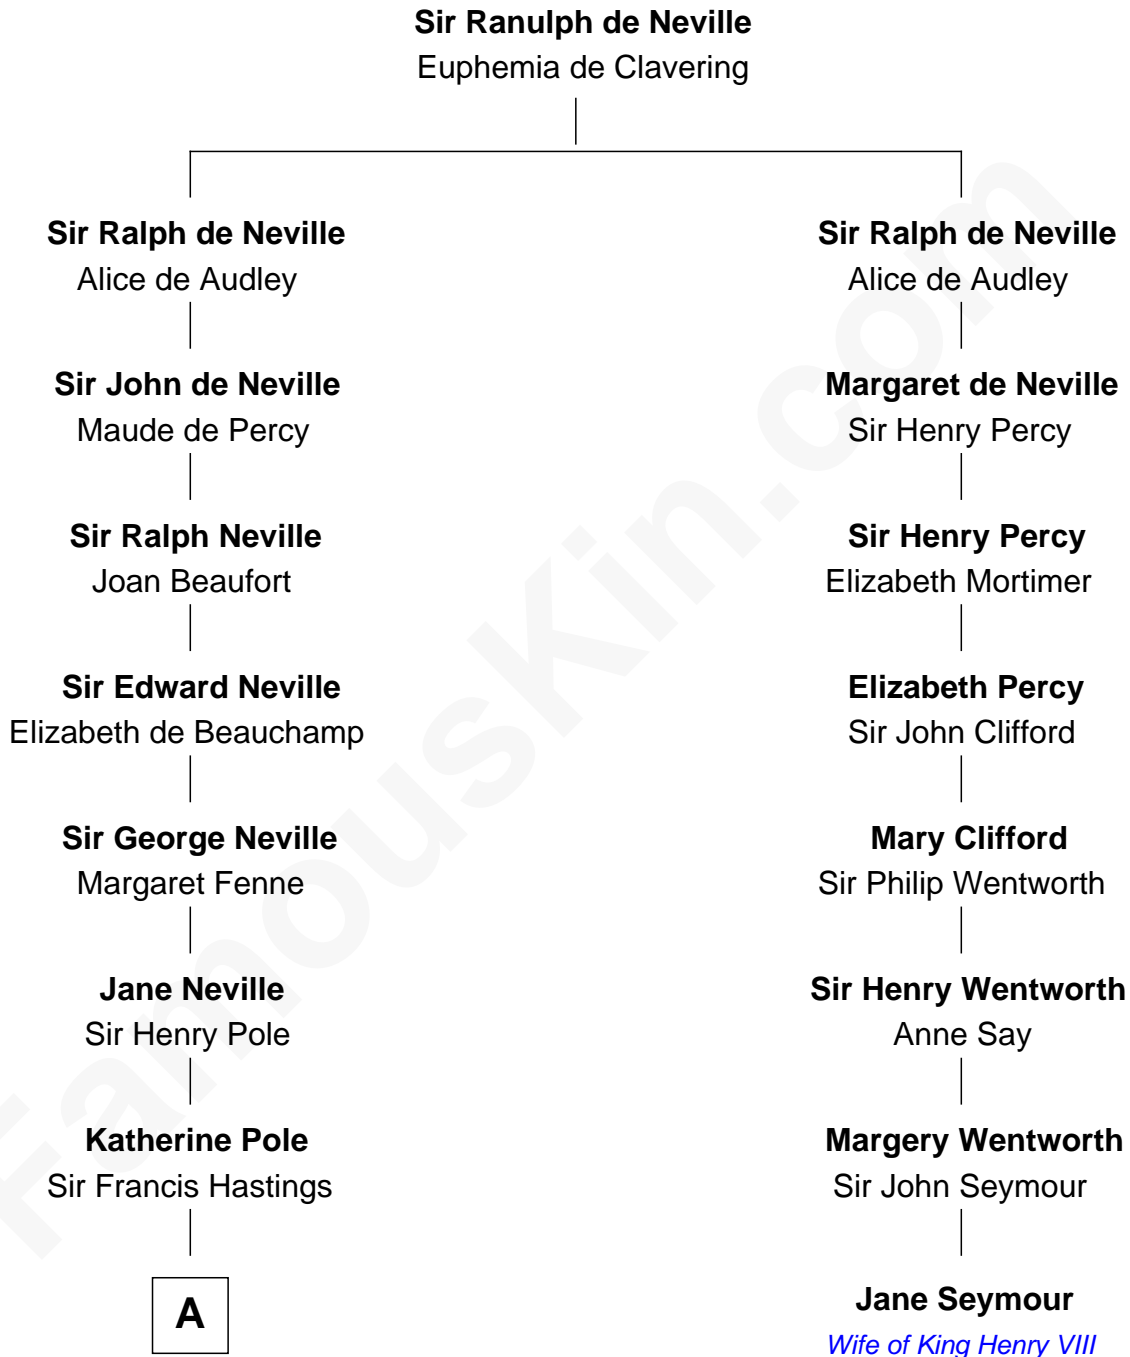 Sir Ranulph de Neville
Euphemia de Clavering
Sir Ralph de Neville
Alice de Audley
Sir John de Neville
Maude de Percy
Sir Ralph Neville
Joan Beaufort
Sir Edward Neville
Elizabeth de Beauchamp
Sir George Neville
Margaret Fenne
Jane Neville
Sir Henry Pole
Katherine Pole
Sir Francis Hastings
A
Sir Ralph de Neville
Alice de Audley
Margaret de Neville
Sir Henry Percy
Sir Henry Percy
Elizabeth Mortimer
Elizabeth Percy
Sir John Clifford
Mary Clifford
Sir Philip Wentworth
Sir Henry Wentworth
Anne Say
Margery Wentworth
Sir John Seymour
Jane Seymour
Wife of King Henry VIII
FamousKin.com